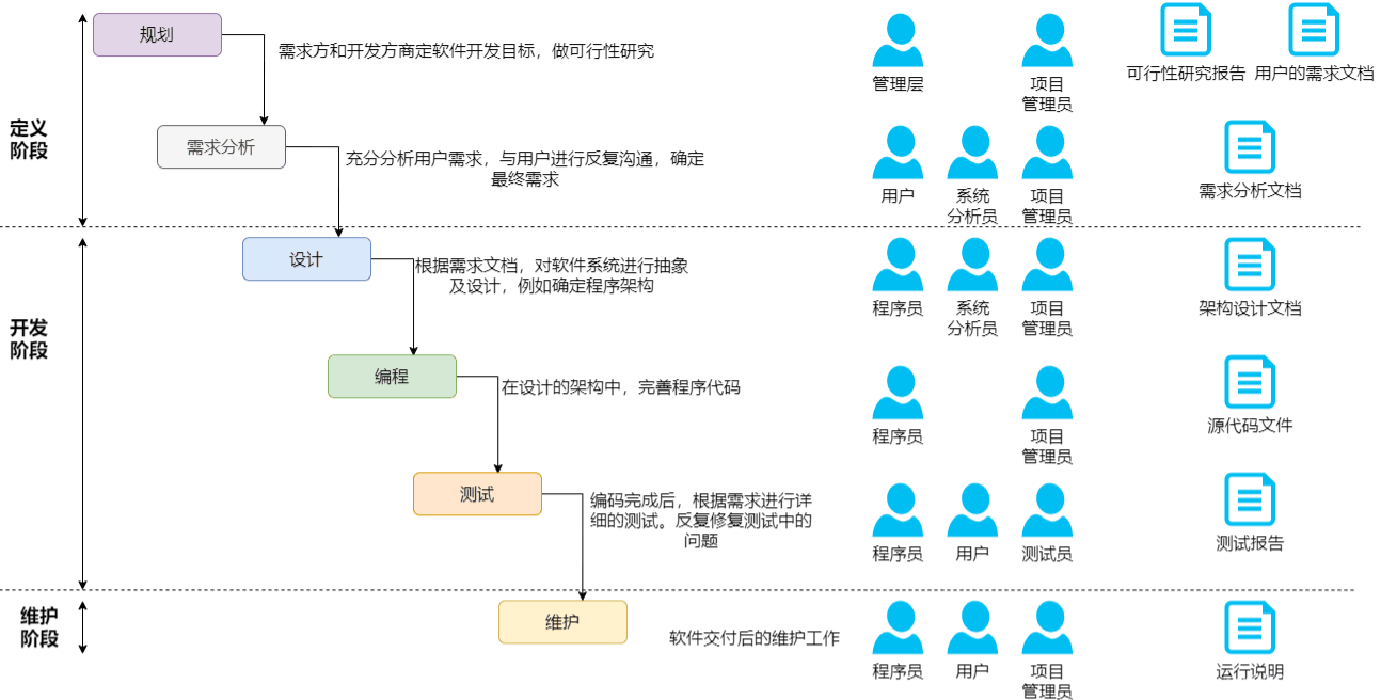 规划
需求方和开发方商定软件开发目标，做可行性研究
管理层
项目
管理员
可行性研究报告
用户的需求文档
定义
阶段
需求分析
充分分析用户需求，与用户进行反复沟通，确定
最终需求
用户
系统
分析员
项目
管理员
需求分析文档
设计
根据需求文档，对软件系统进行抽象
及设计，例如确定程序架构
程序员
系统
分析员
项目
管理员
架构设计文档
开发
阶段
编程
在设计的架构中，完善程序代码
程序员
项目
管理员
源代码文件
测试
编码完成后，根据需求进行详
细的测试。反复修复测试中的
问题
程序员
用户
测试员
测试报告
维护
阶段
维护
软件交付后的维护工作
程序员
用户
项目
管理员
运行说明